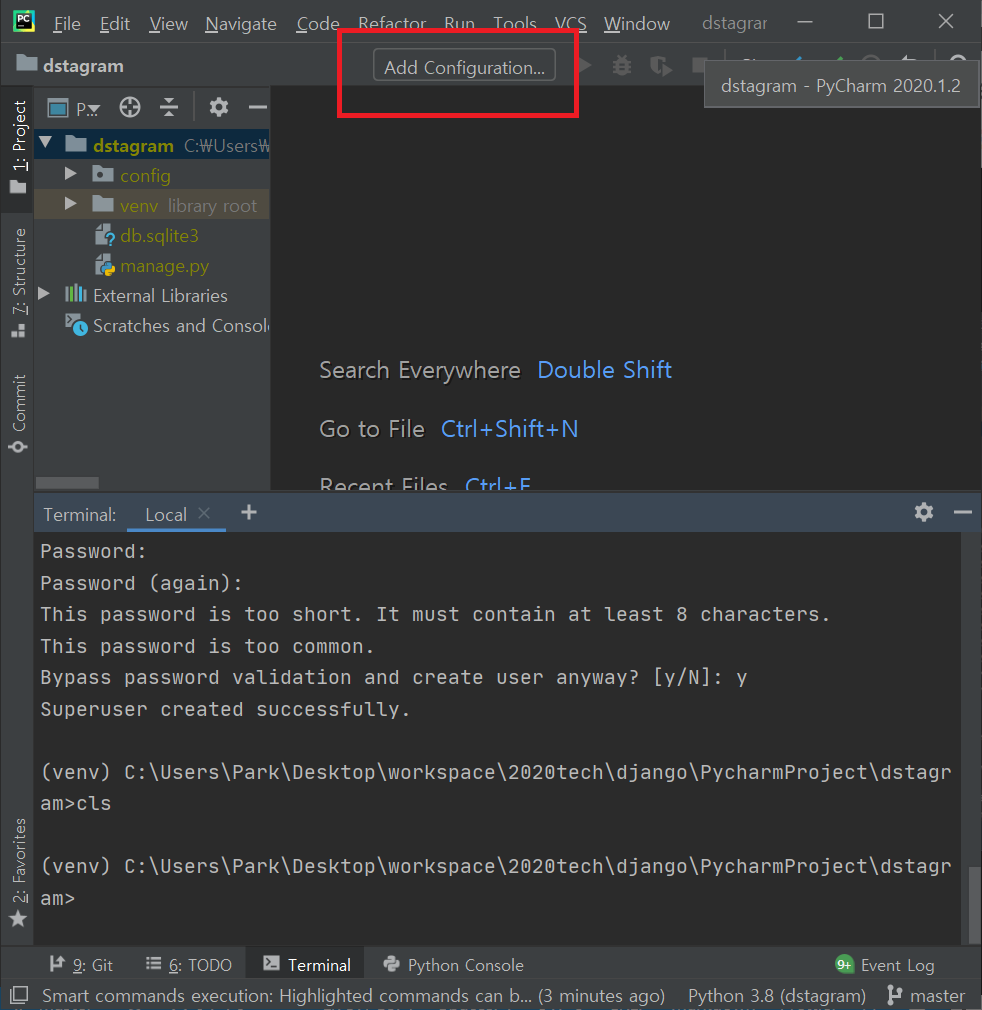 PC File Edit View Navigate Code Refactor Run Tools VCS Window dstagrar
dstagram
Add Configuration...
dstagram - PyCharm 2020.1.2
1: Project
P...
dstagram C:₩Users₩
config
venv library root
db.sqlite3
manage.py
External Libraries
Scratches and Consol
7: Structure
Commit
2: Favorites
Search Everywhere Double Shift
Go to File Ctrl+Shift+N
Recent Files Ctrl+E
Terminal: Local
Password:
Password (again):
This password is too short. It must contain at least 8 characters.
This password is too common.
Bypass password validation and create user anyway? [y/N]: y
Superuser created successfully.
(venv) C:\Users\Park\Desktop\workspace\2020tech\django\PycharmProject\dstagr
am>cls
(venv) C:\Users\Park\Desktop\workspace\2020tech\django\PycharmProject\dstagr
am>
9: Git 6: TODO Terminal Python Console 9+ Event Log
Smart commands execution: Highlighted commands can b... (3 minutes ago) Python 3.8 (dstagram) master